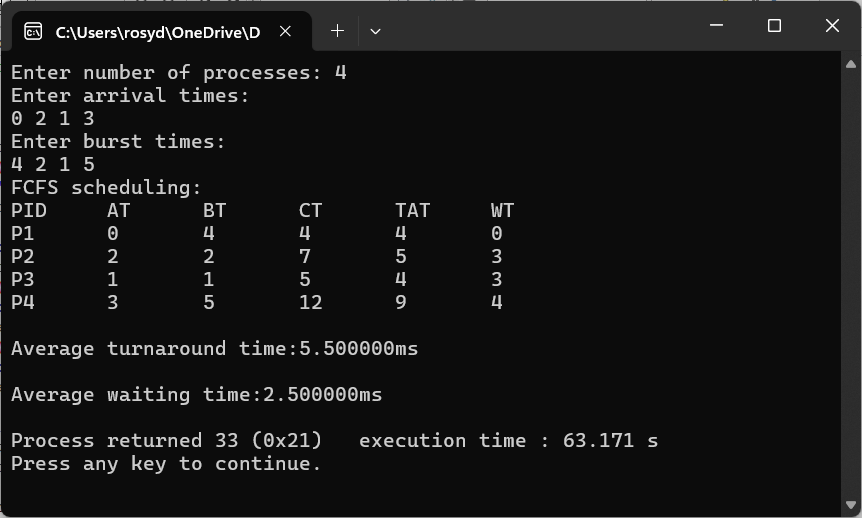 C:\Users\rosyd\OneDrive\D
Enter number of processes: 4
Enter arrival times:
0 2 1 3
Enter burst times:
4 2 1 5
FCFS scheduling:
PID AT BT CT TAT WT
P1 0 4 4 4 0
P2 2 2 7 5 3
P3 1 1 5 4 3
P4 3 5 12 9 4
Average turnaround time:5.500000ms
Average waiting time:2.500000ms
Process returned 33 (0x21) execution time : 63.171 s
Press any key to continue.